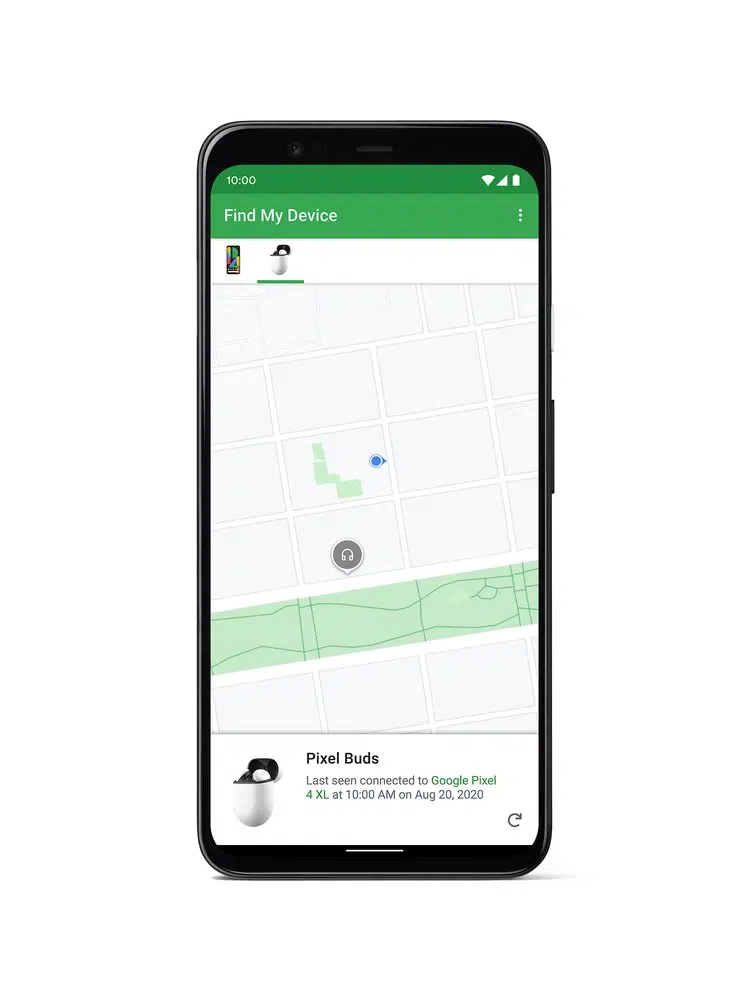 10:00
Find My Device
Pixel Buds
Last seen connected to Google Pixel
4 XL at 10:00 AM on Aug 20, 2020